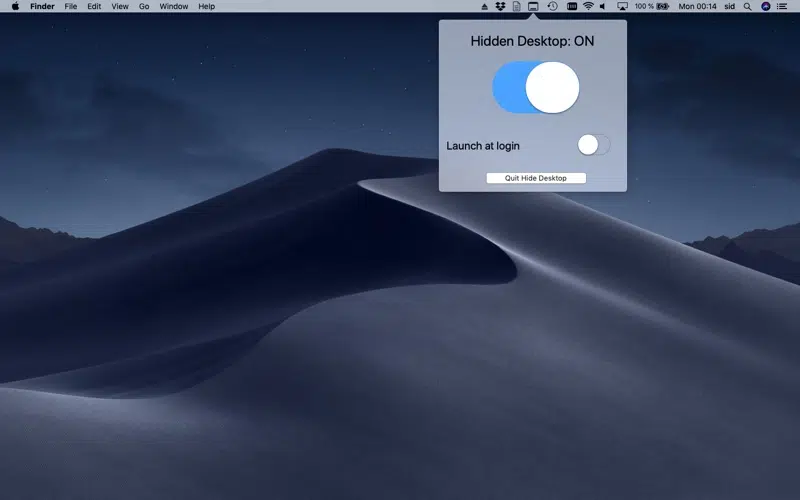 Finder File Edit View Go Window Help 100 % Mon 00:14 sid
Hidden Desktop: ON
Launch at login
Quit Hide Desktop